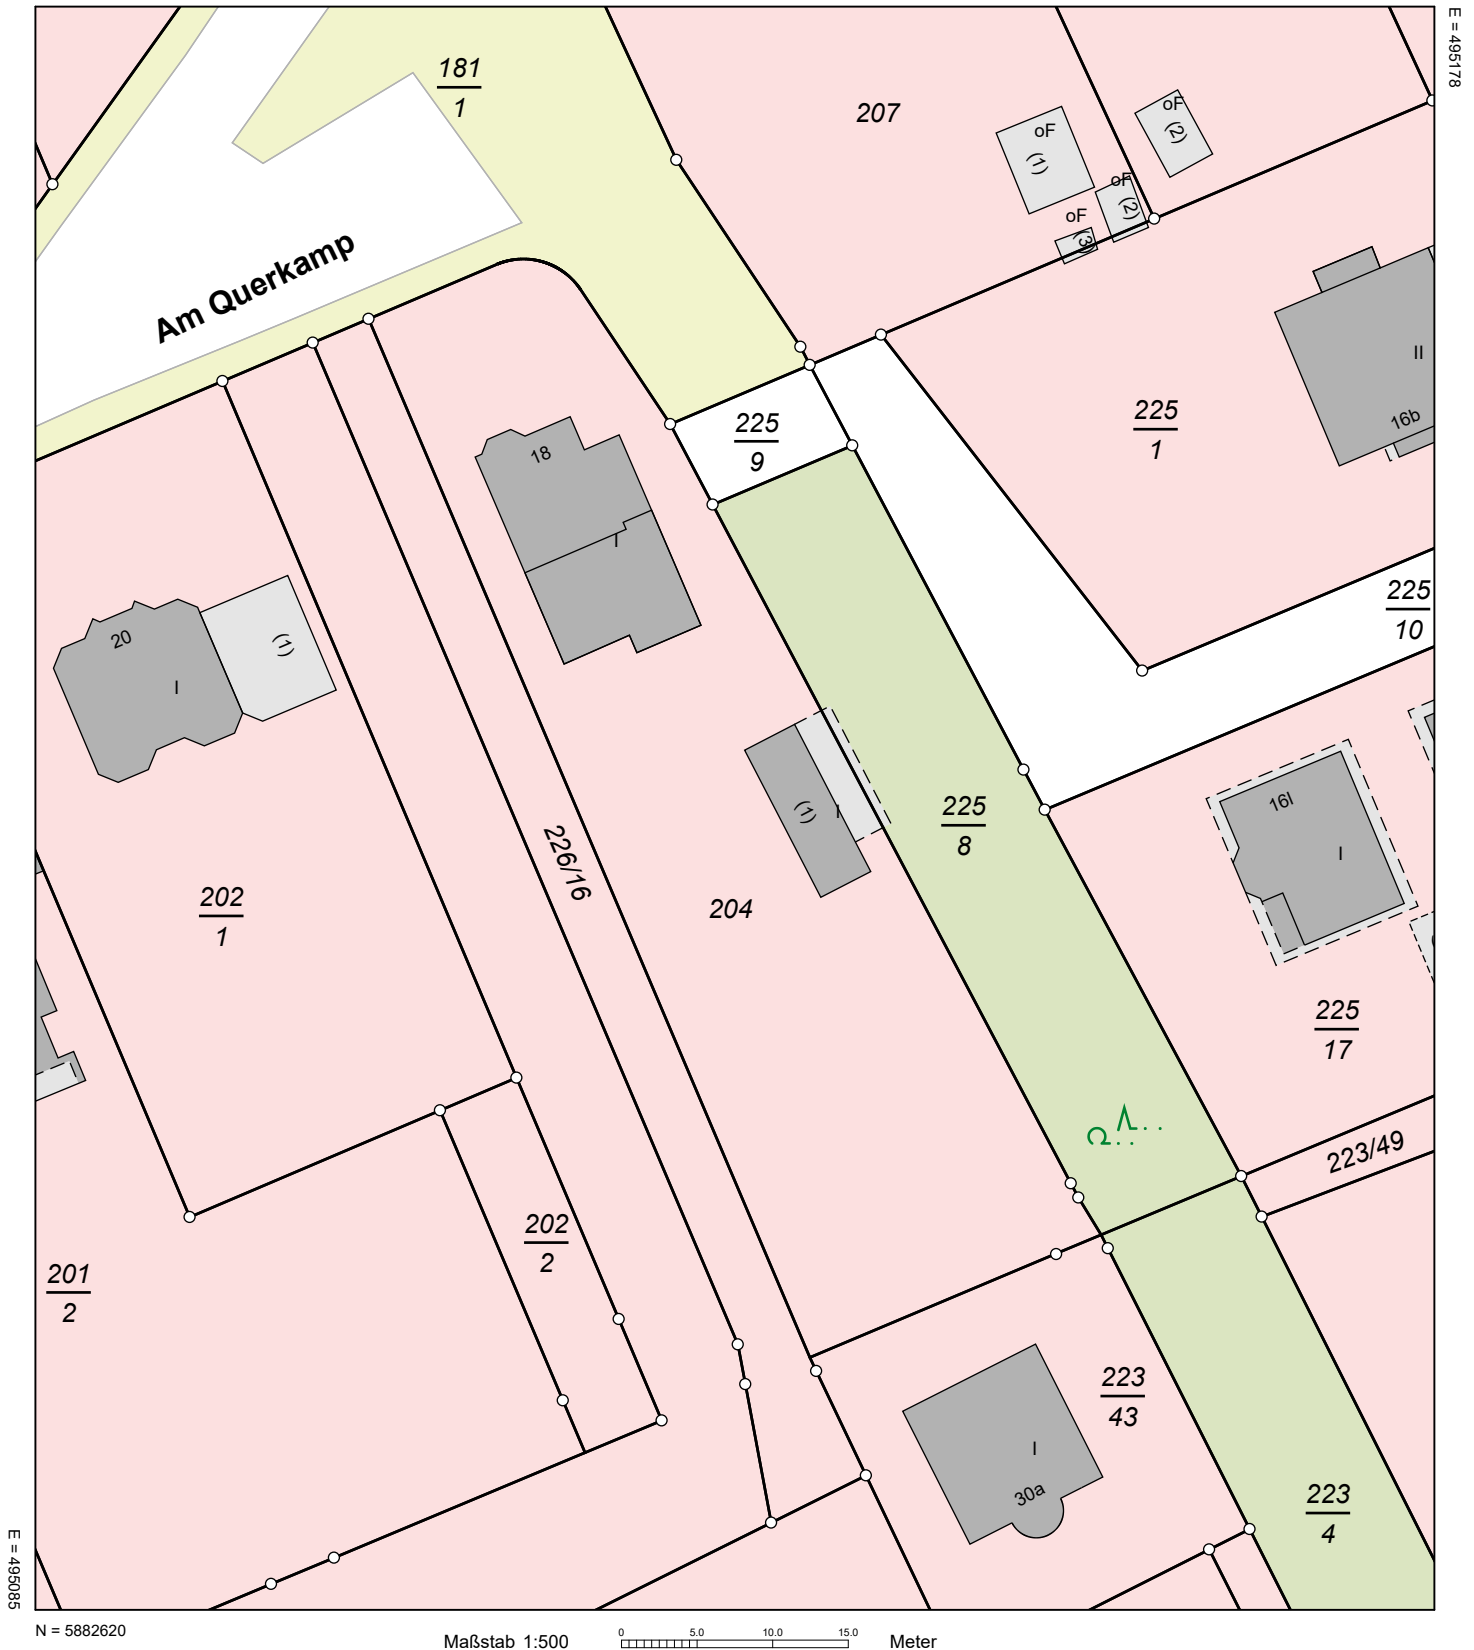 E = 495178
181
1
207
oF
(1)
oF
(2)
oF
(2)
oF
(3)
Am Querkamp
II
16b
225
1
225
9
18
I
225
10
20
I
(1)
(1)
I
225
8
16l
I
226/16
202
1
204
225
17
223/49
202
2
201
2
223
43
I
30a
223
4
E = 495085
N = 5882620
Maßstab 1:500
0 5.0 10.0 15.0
Meter